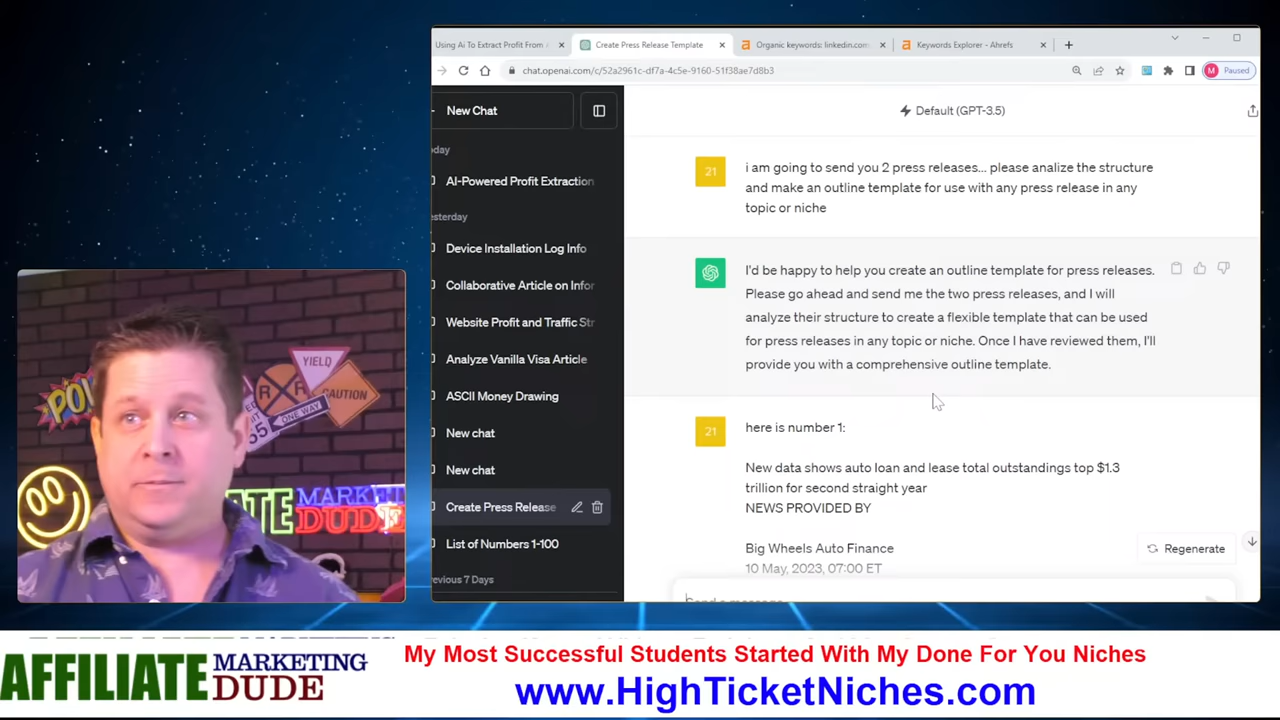 Using Ai To Extract Profit From
Create Press Release Template
Organic keywords: linkedin.com
Keywords Explorer - Ahrefs
chat.openai.com/c/52a2961c-df7a-4c5e-9160-51f38ae7d8b3
M Paused
New Chat
Default (GPT-3.5)
oday
AI-Powered Profit Extraction
esterday
Device Installation Log Info
Collaborative Article on Infor
Website Profit and Traffic Str
Analyze Vanilla Visa Article
ASCII Money Drawing
New chat
New chat
Create Press Release
List of Numbers 1-100
revious 7 Days
21
i am going to send you 2 press releases... please analize the structure
and make an outline template for use with any press release in any
topic or niche
I'd be happy to help you create an outline template for press releases.
Please go ahead and send me the two press releases, and I will
analyze their structure to create a flexible template that can be used
for press releases in any topic or niche. Once I have reviewed them, I'll
provide you with a comprehensive outline template.
21
here is number 1:
New data shows auto loan and lease total outstandings top $1.3
trillion for second straight year
NEWS PROVIDED BY
Big Wheels Auto Finance
10 May, 2023, 07:00 ET
Regenerate
Send a message
POW
YIELD
R R
CAUTION
ONE WAY
MARKETING
DUDE
AFFILIATE MARKETING
DUDE
My Most Successful Students Started With My Done For You Niches
www.HighTicketNiches.com